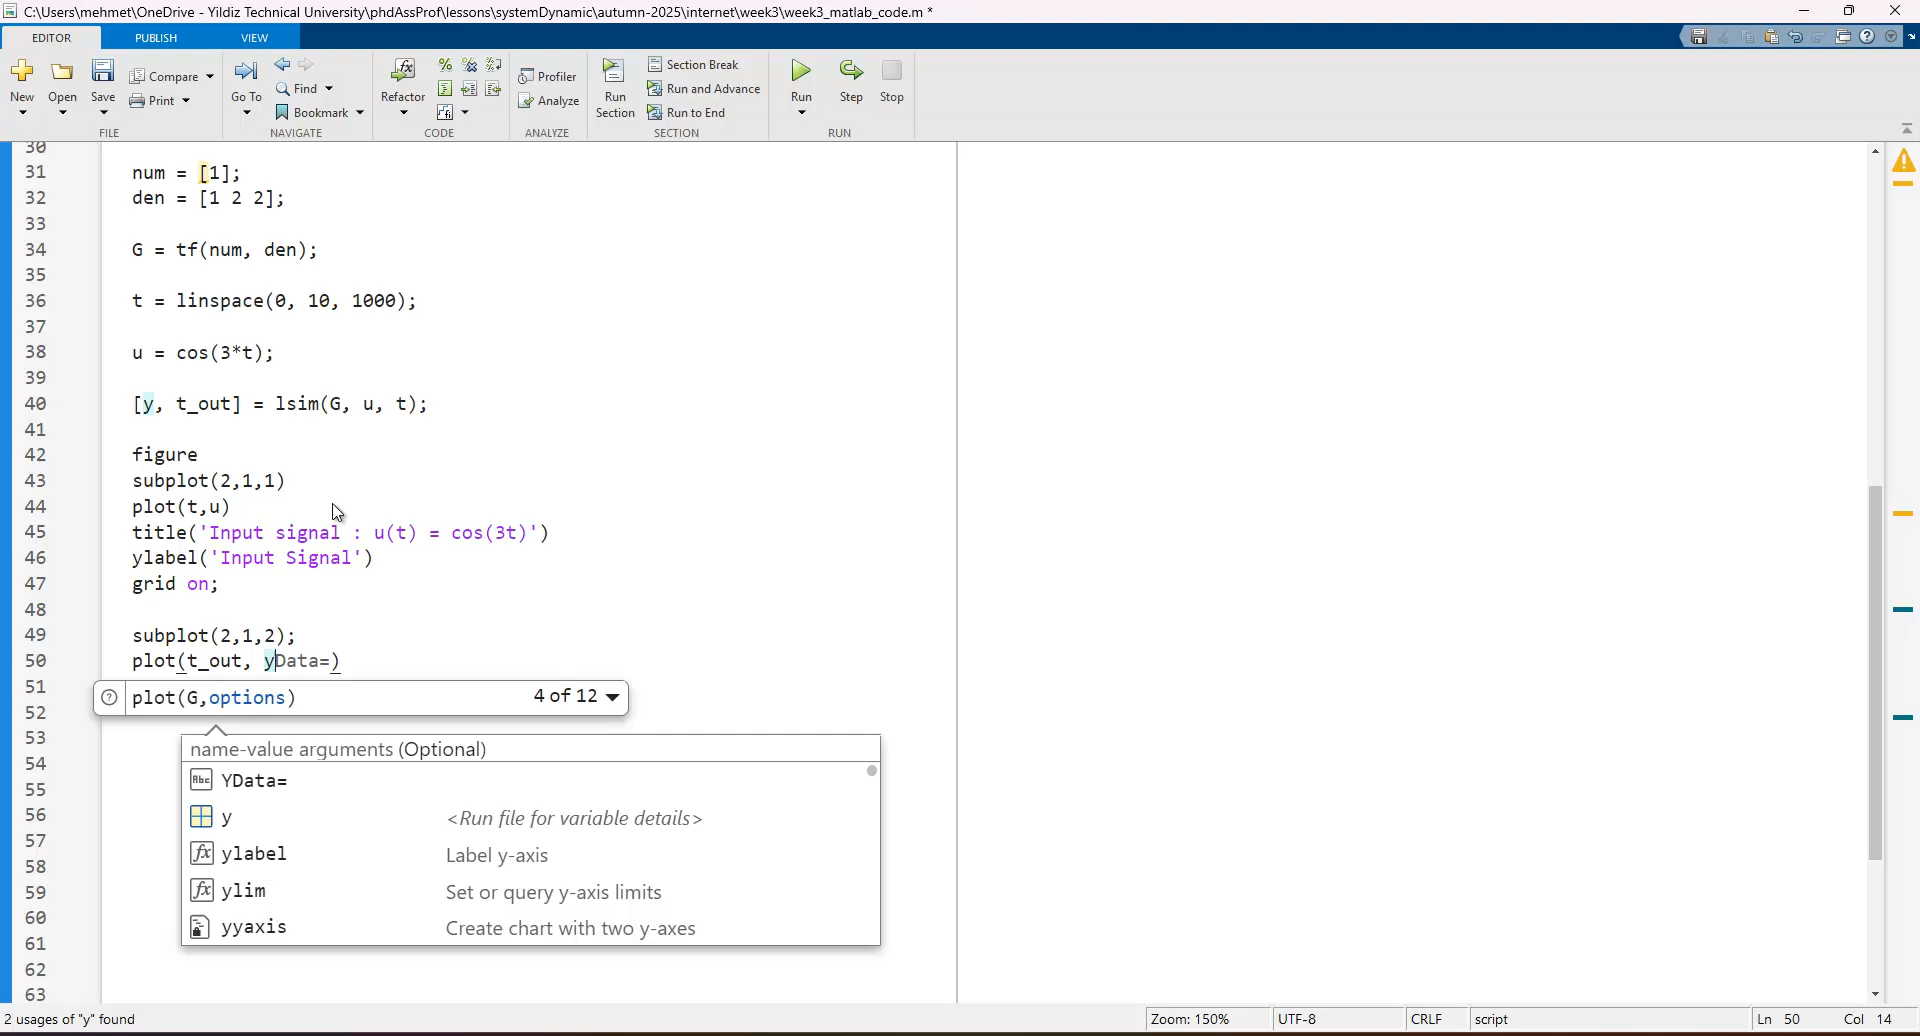 C:\Users\mehmet\OneDrive - Yildiz Technical University\phdAssProf\lessons\systemDynamic\autumn-2025\internet\week3\week3_matlab_code.m *
EDITOR PUBLISH VIEW
New Open Save Compare Print
FILE
Go To Find Bookmark
NAVIGATE
Refactor
CODE
Profiler Analyze
ANALYZE
Run Section Section Break Run and Advance Run to End
SECTION
Run Step Stop
RUN
30
31 num = [1];
32 den = [1 2 2];
33
34 G = tf(num, den);
35
36 t = linspace(0, 10, 1000);
37
38 u = cos(3*t);
39
40 [y, t_out] = lsim(G, u, t);
41
42 figure
43 subplot(2,1,1)
44 plot(t,u)
45 title('Input signal : u(t) = cos(3t)')
46 ylabel('Input Signal')
47 grid on;
48
49 subplot(2,1,2);
50 plot(t_out, yData=)
51 plot(G,options) 4 of 12
52
53 name-value arguments (Optional)
54 YData=
55
56 y <Run file for variable details>
57 ylabel Label y-axis
58
59 ylim Set or query y-axis limits
60 yyaxis Create chart with two y-axes
61
62
63
2 usages of "y" found Zoom: 150% UTF-8 CRLF script Ln 50 Col 14